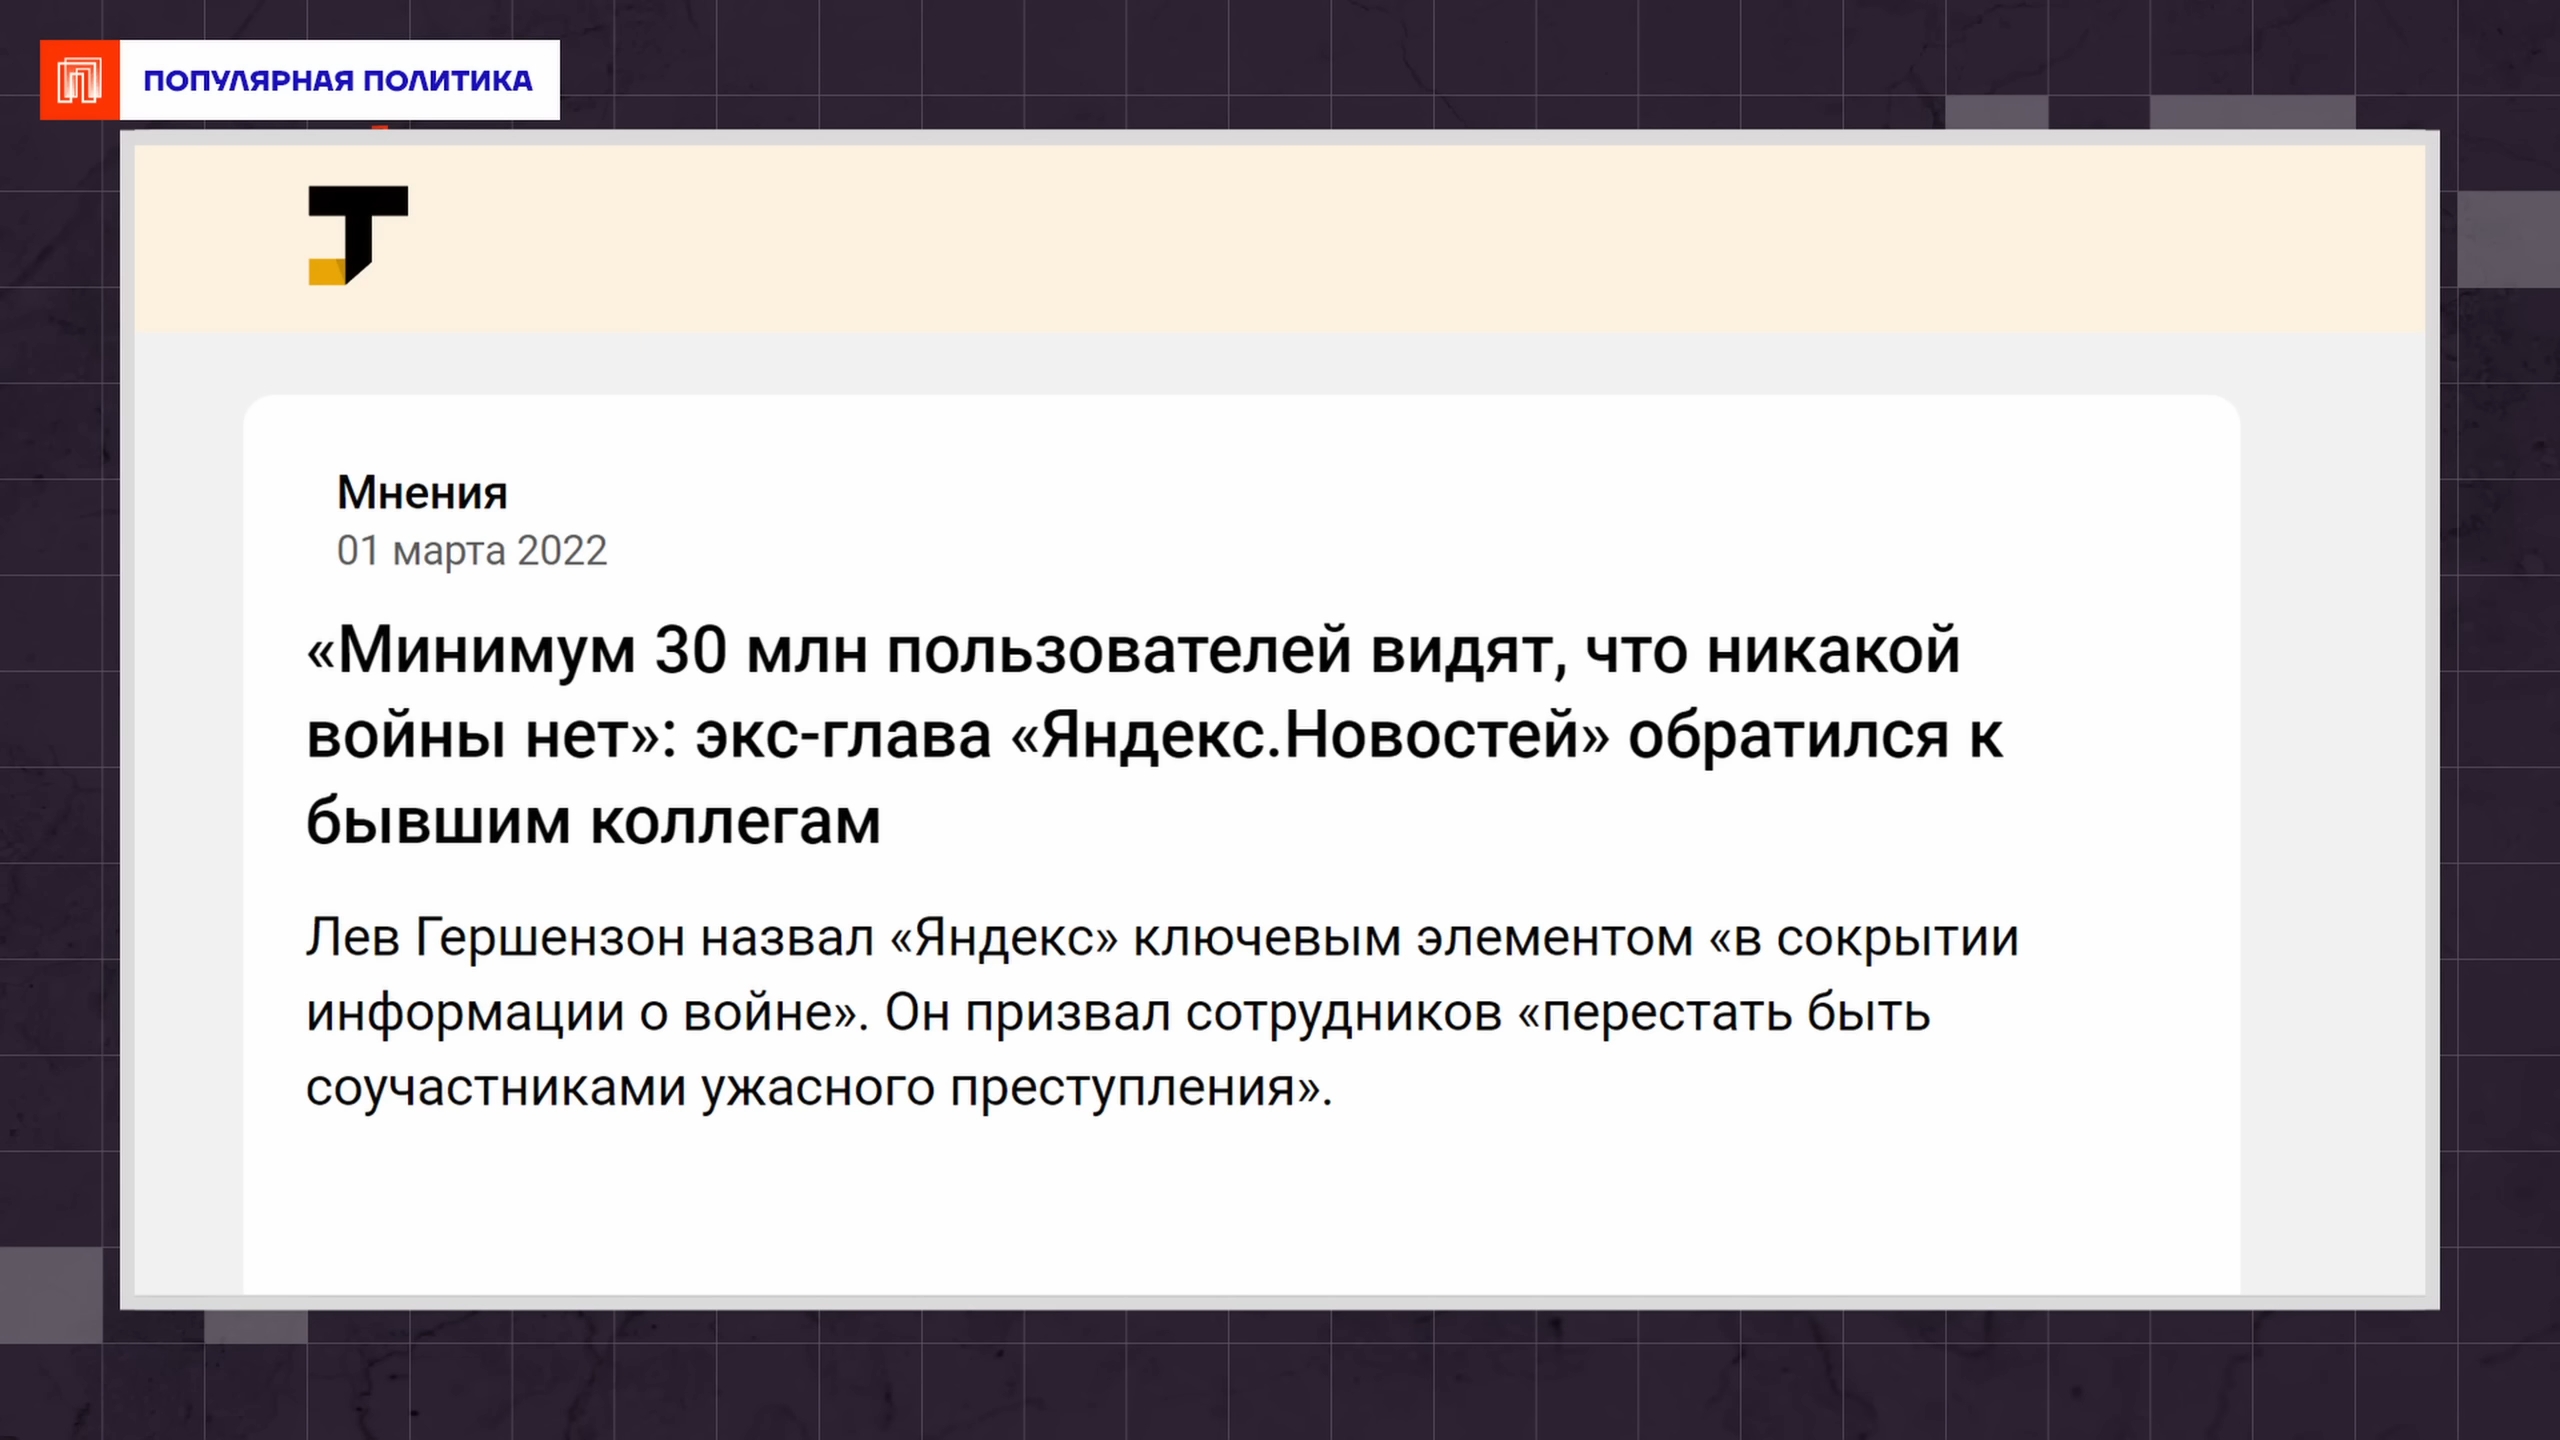 ПОПУЛЯРНАЯ ПОЛИТИКА
Мнения
01 марта 2022
«Минимум 30 млн пользователей видят, что никакой
войны нет»: экс-глава «Яндекс.Новостей» обратился к
бывшим коллегам
Лев Гершензон назвал «Яндекс» ключевым элементом «в сокрытии
информации о войне». Он призвал сотрудников «перестать быть
соучастниками ужасного преступления».